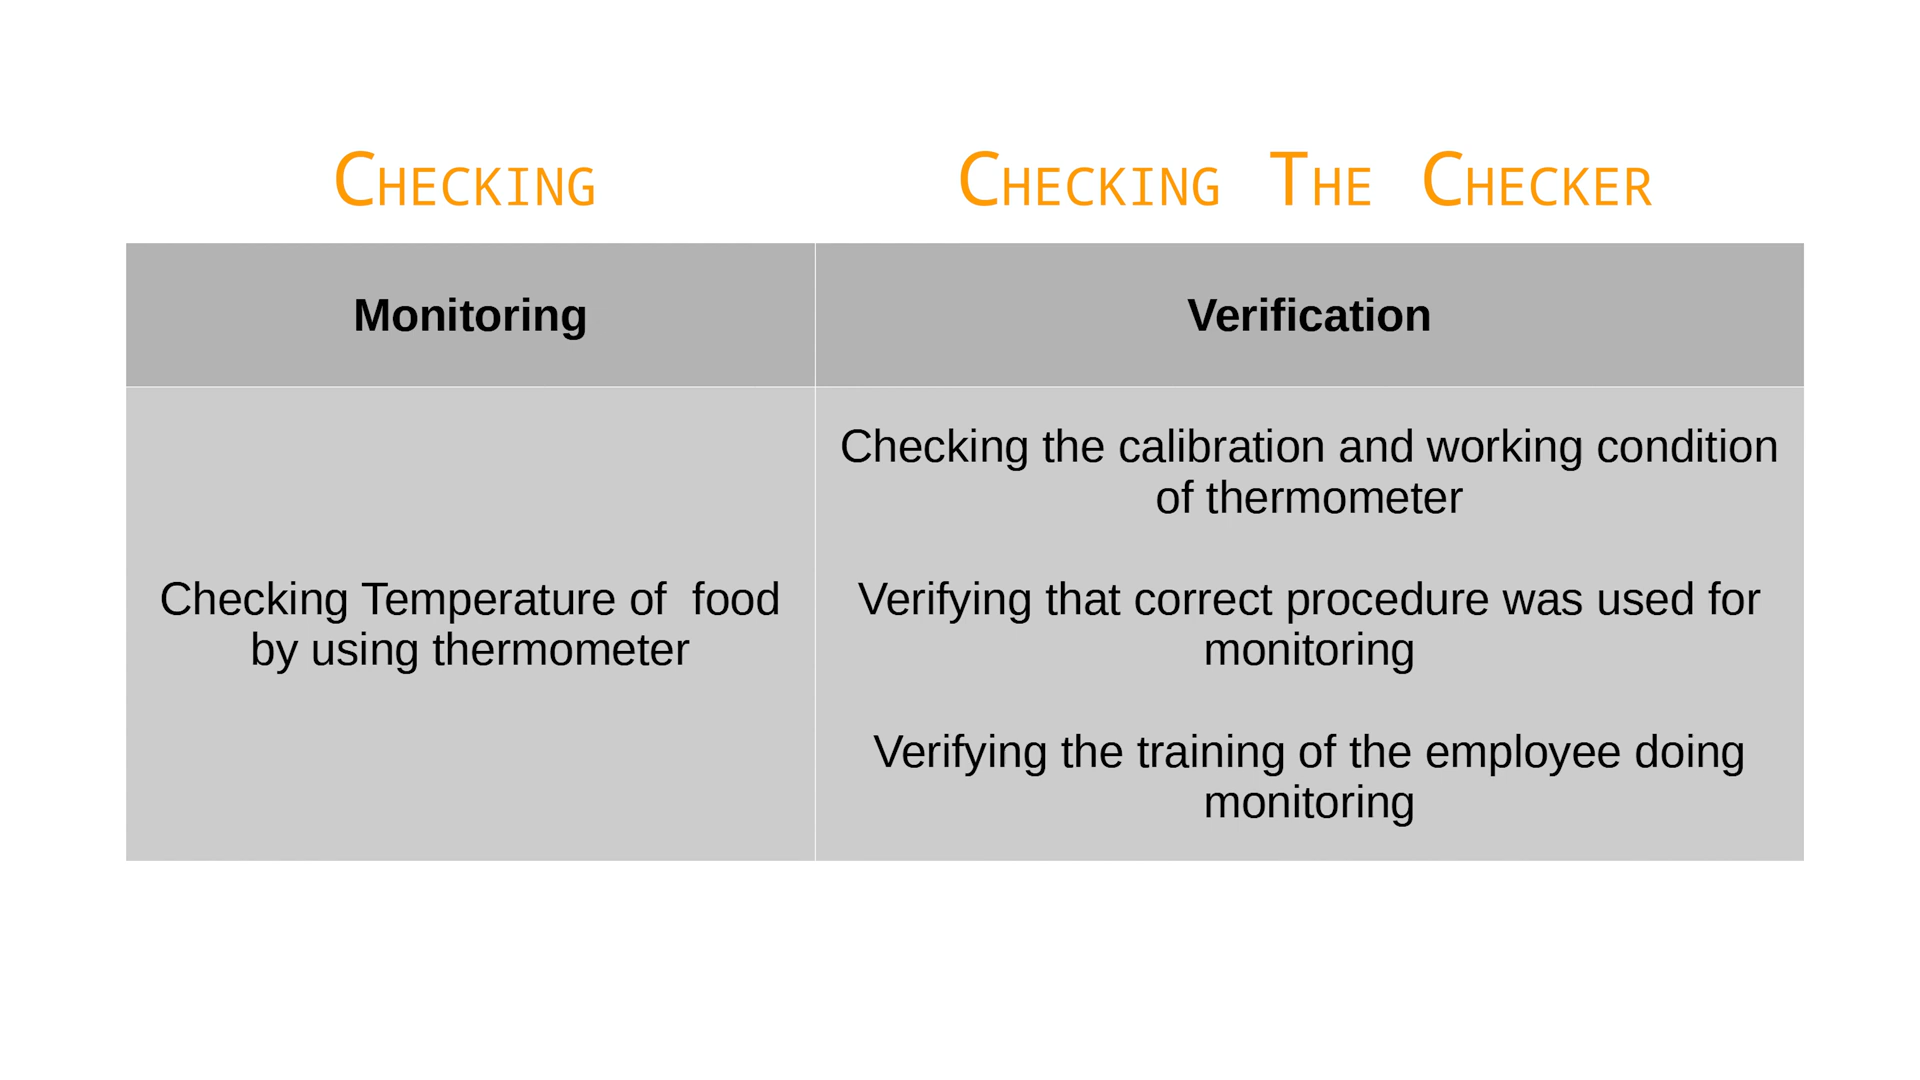 Checking
Checking The Checker
Monitoring
Verification
Checking Temperature of  food
by using thermometer
Checking the calibration and working condition
of thermometer
Verifying that correct procedure was used for
monitoring
Verifying the training of the employee doing
monitoring